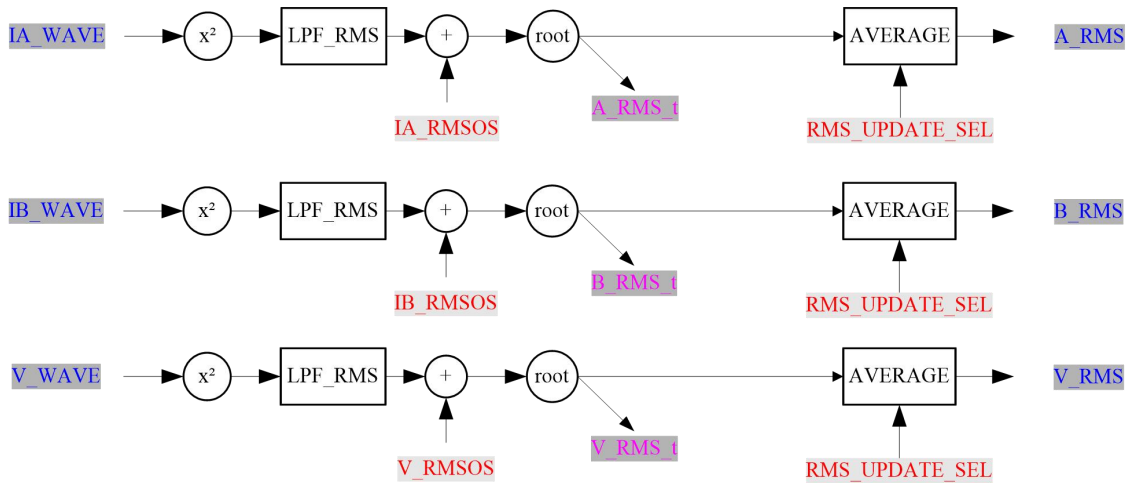 IA_WAVE x² LPF_RMS + root AVERAGE A_RMS
A_RMS_t
IA_RMSOS RMS_UPDATE_SEL
IB_WAVE x² LPF_RMS + root AVERAGE B_RMS
B_RMS_t
IB_RMSOS RMS_UPDATE_SEL
V_WAVE x² LPF_RMS + root AVERAGE V_RMS
V_RMS_t
V_RMSOS RMS_UPDATE_SEL